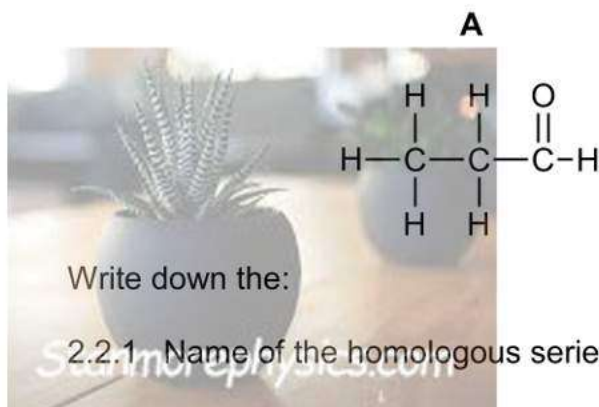 A
H H O
H—C—C—C—H
H H
Write down the:
2.2.1 Name of the homologous serie
Stanmorephysics.com